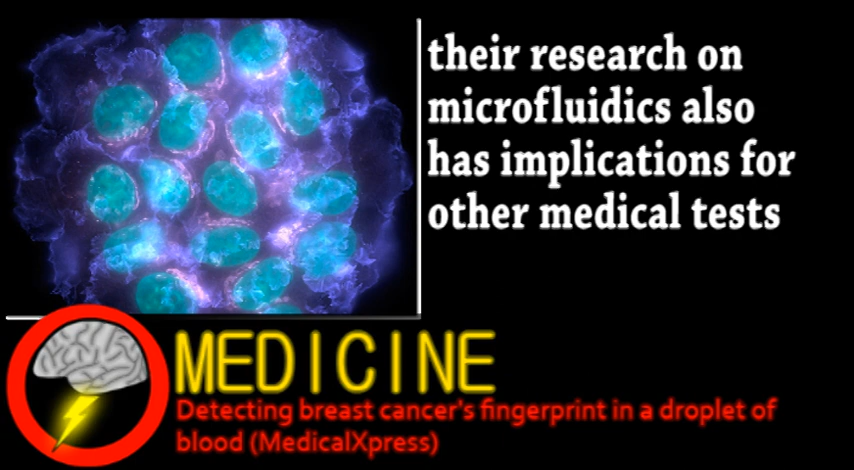 their research on
microfluidics also
has implications for
other medical tests
MEDICINE
Detecting breast cancer's fingerprint in a droplet of
blood (MedicalXpress)